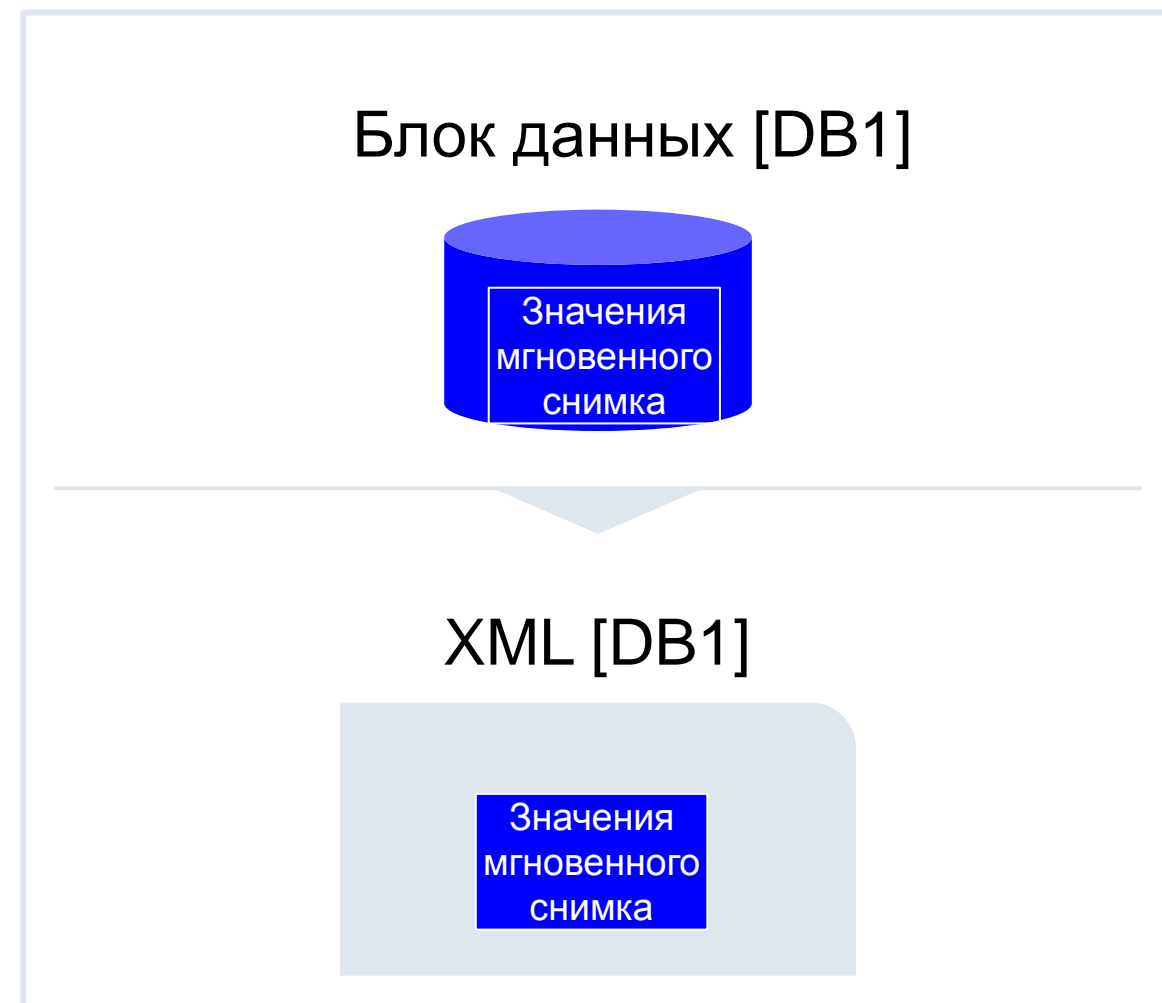 Блок данных [DB1]
Значения
мгновенного
снимка
XML [DB1]
Значения
мгновенного
снимка